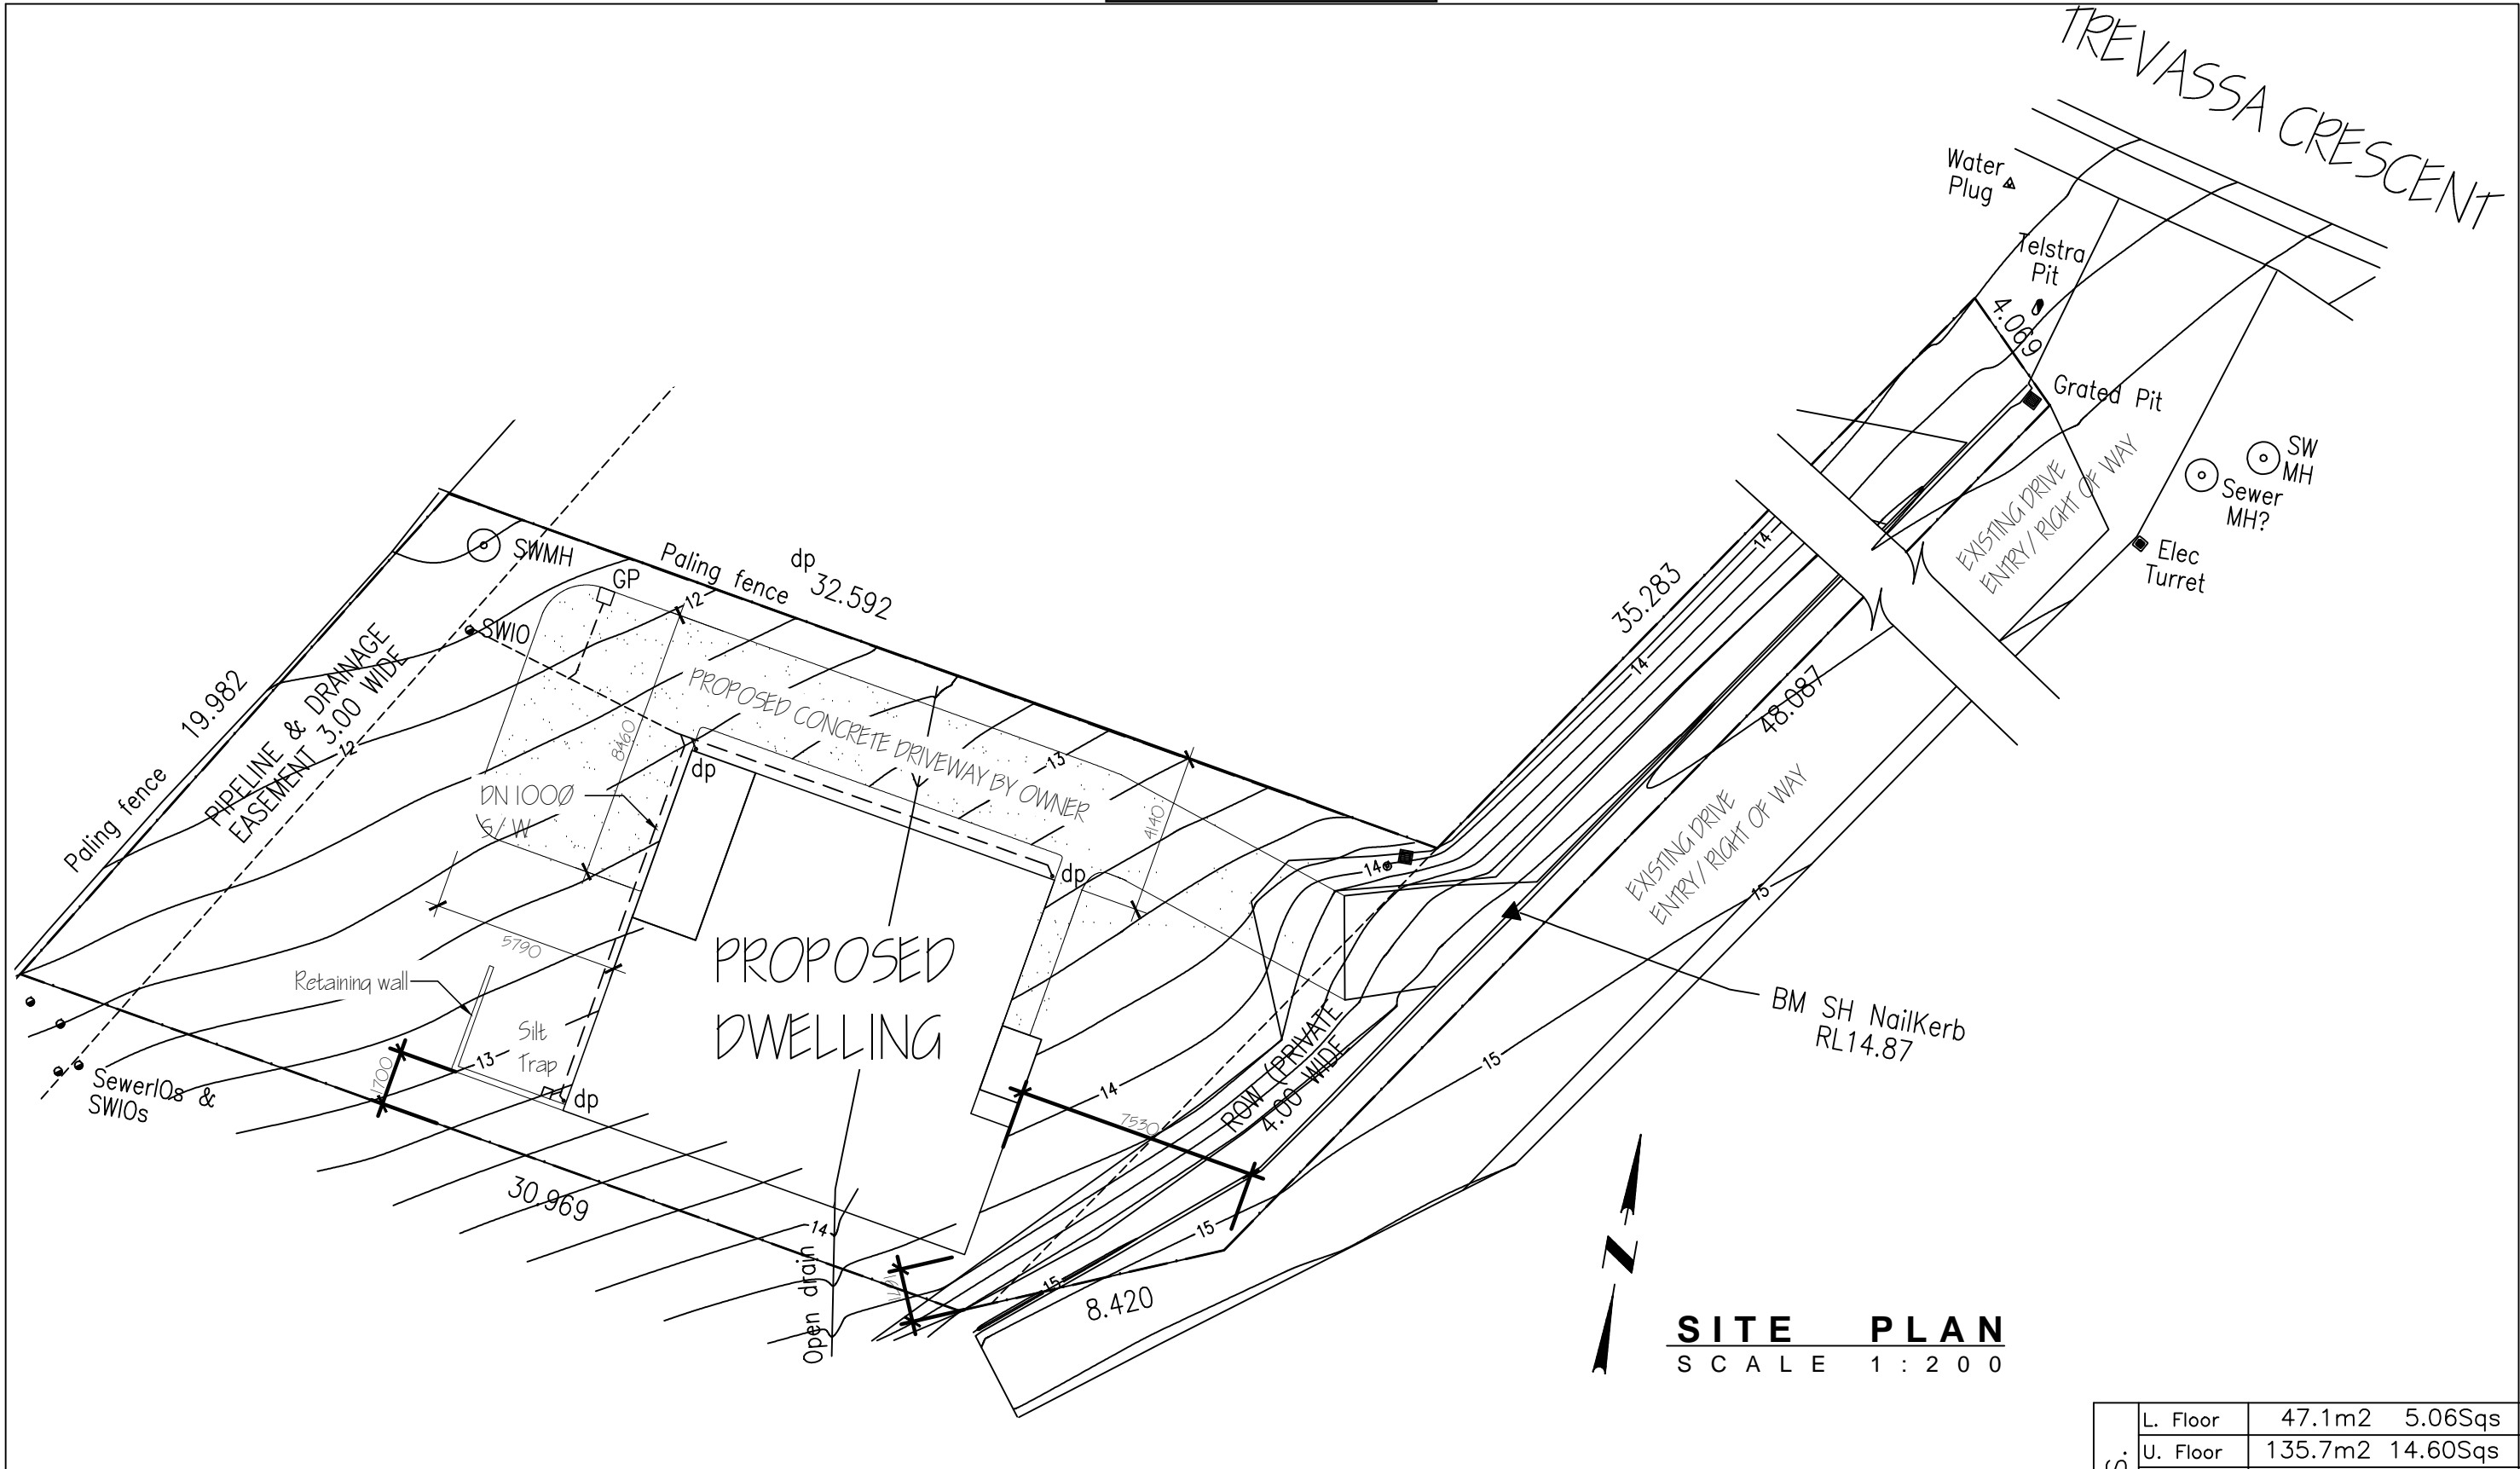 TREVASSA CRESCENT
Water
Plug
Telstra
Pit
4.069
Grated Pit
SW
MH
Sewer
MH?
Elec
Turret
EXISTING DRIVE
ENTRY/ RIGHT OF WAY
SWMH
GP
Paling fence
dp
32.592
12
SWIO
35.283
14
14
19.982
PIPELINE & DRAINAGE
EASEMENT 3.00 WIDE
12
8460
PROPOSED CONCRETE DRIVEWAY BY OWNER
13
48.087
dp
DN 100Ø
S/W
Paling fence
4140
EXISTING DRIVE
ENTRY/ RIGHT OF WAY
dp
14
15
5790
PROPOSED
DWELLING
Retaining wall
BM SH NailKerb
RL14.87
Silt
Trap
13
1700
ROW (PRIVATE
4.00 WIDE
15
14
7530
SewerIOs &
SWIOs
dp
30.969
14
15
Open drain
15
8.420
N
SITE PLAN
SCALE 1:200
L. Floor 47.1m2 5.06Sqs
U. Floor 135.7m2 14.60Sqs